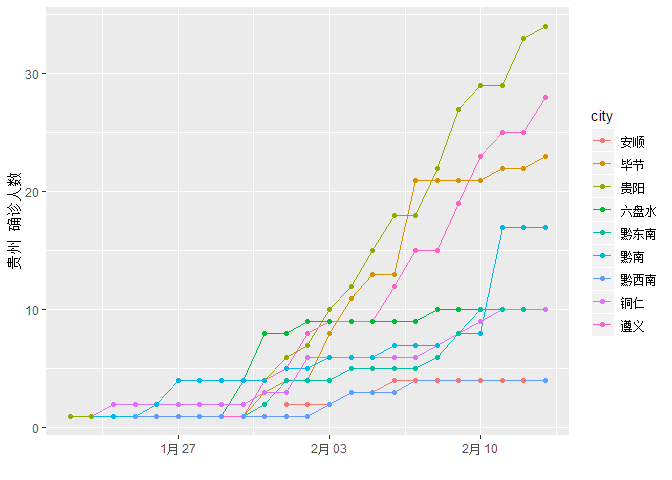 贵州 确诊人数
30
20
10
0
1月 27
2月 03
2月 10
city
安顺
毕节
贵阳
六盘水
黔东南
黔南
黔西南
铜仁
遵义